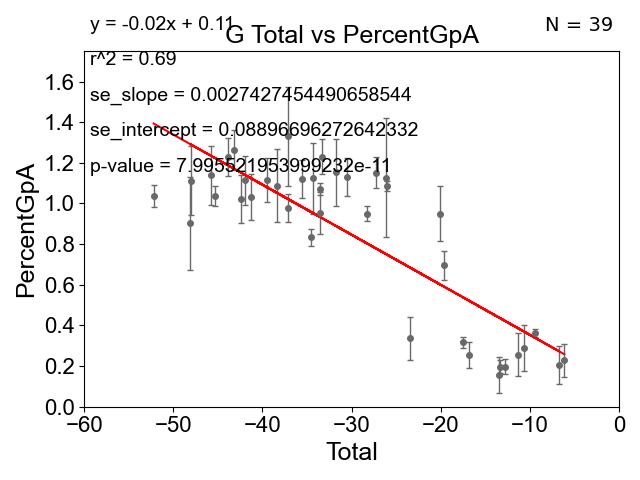 y = -0.02x + 0.11
G Total vs PercentGpA
N = 39
r^2 = 0.69
se_slope = 0.0027427454490658544
se_intercept = 0.08896696272642332
p-value = 7.995521953999232e-11
PercentGpA
1.6
1.4
1.2
1.0
0.8
0.6
0.4
0.2
0.0
−60 −50 −40 −30 −20 −10 0
Total